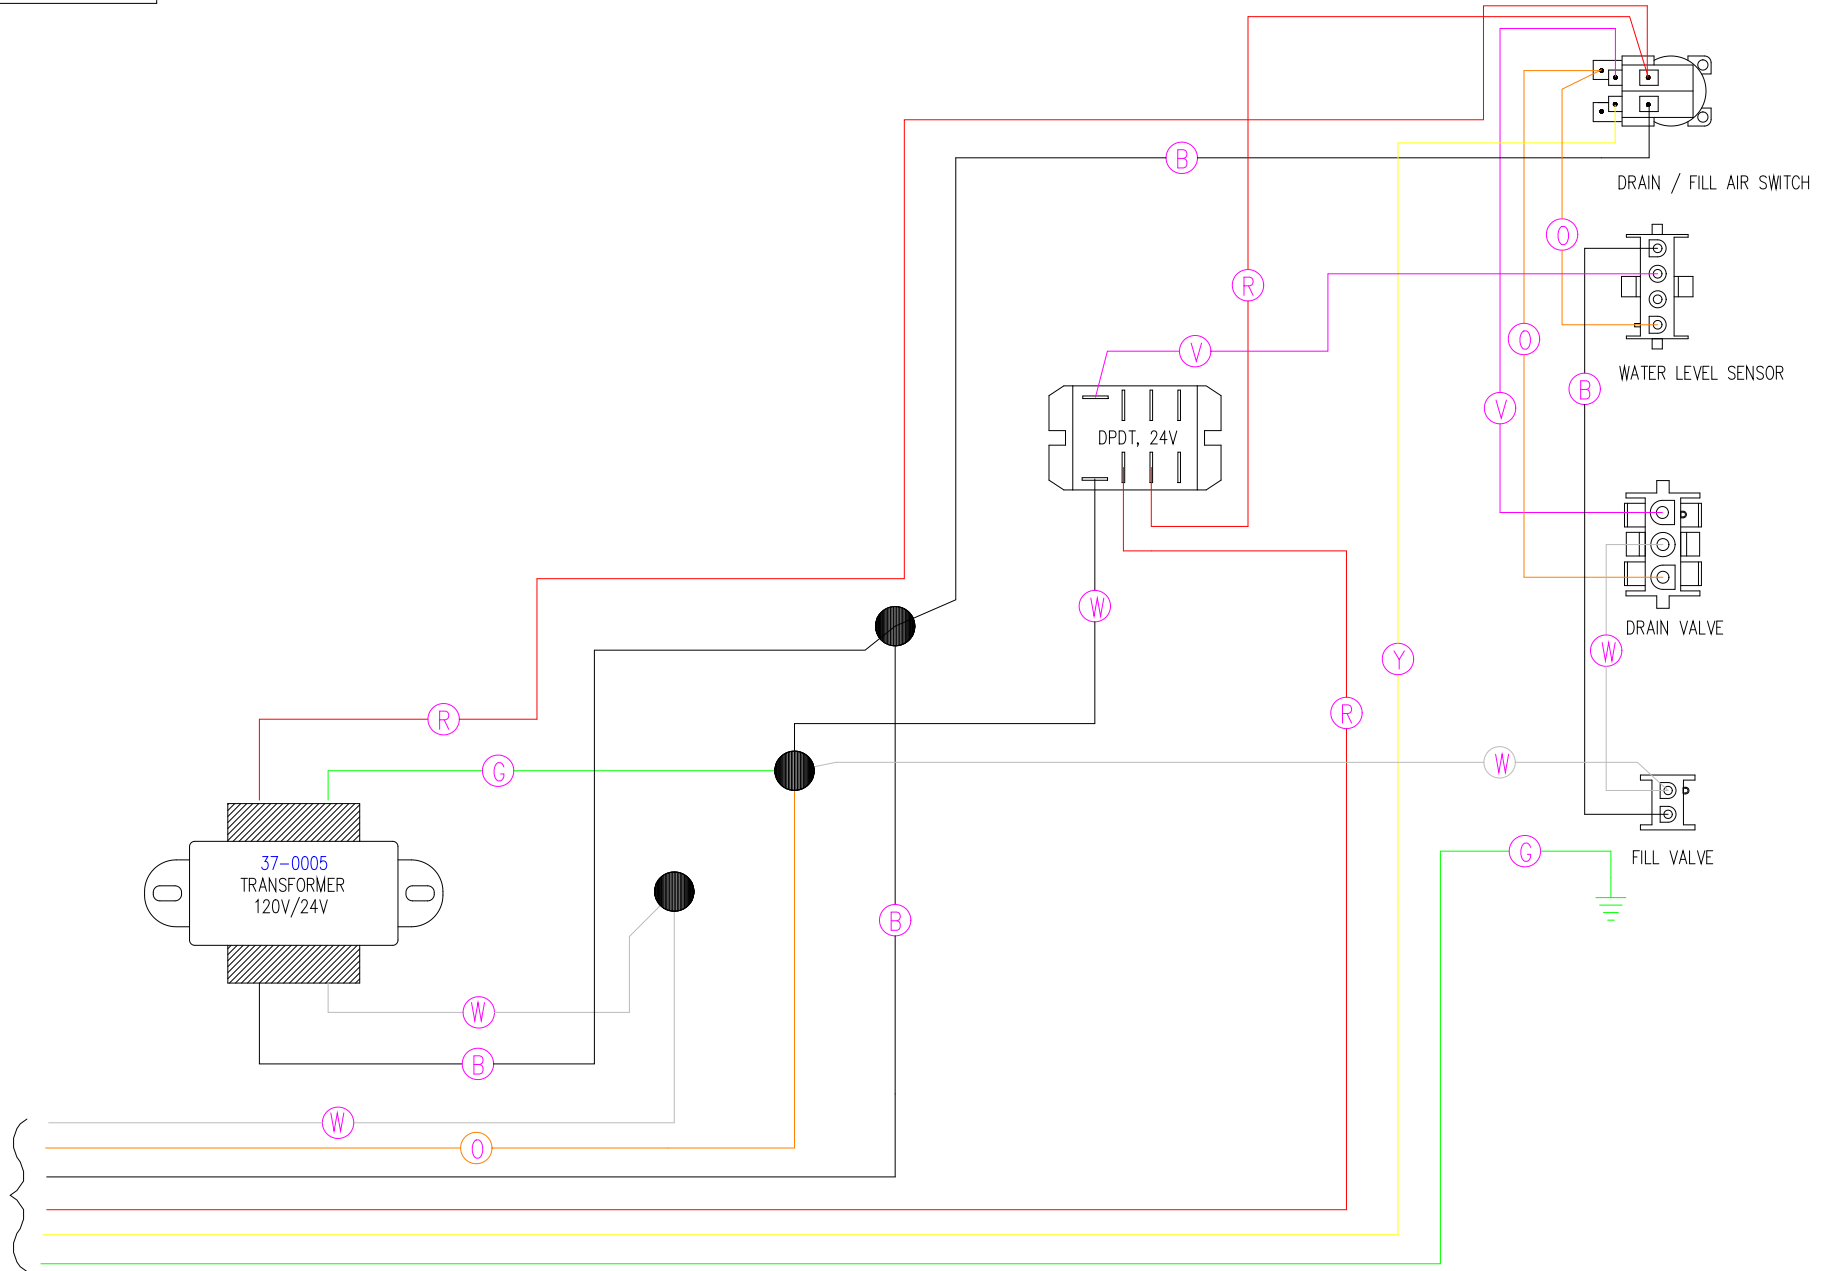 B
DRAIN / FILL AIR SWITCH
O
R
V
O
WATER LEVEL SENSOR
B
V
DPDT, 24V
W
DRAIN VALVE
W
Y
R
R
G
W
FILL VALVE
G
37-0005
TRANSFORMER
120V/24V
B
W
B
W
O